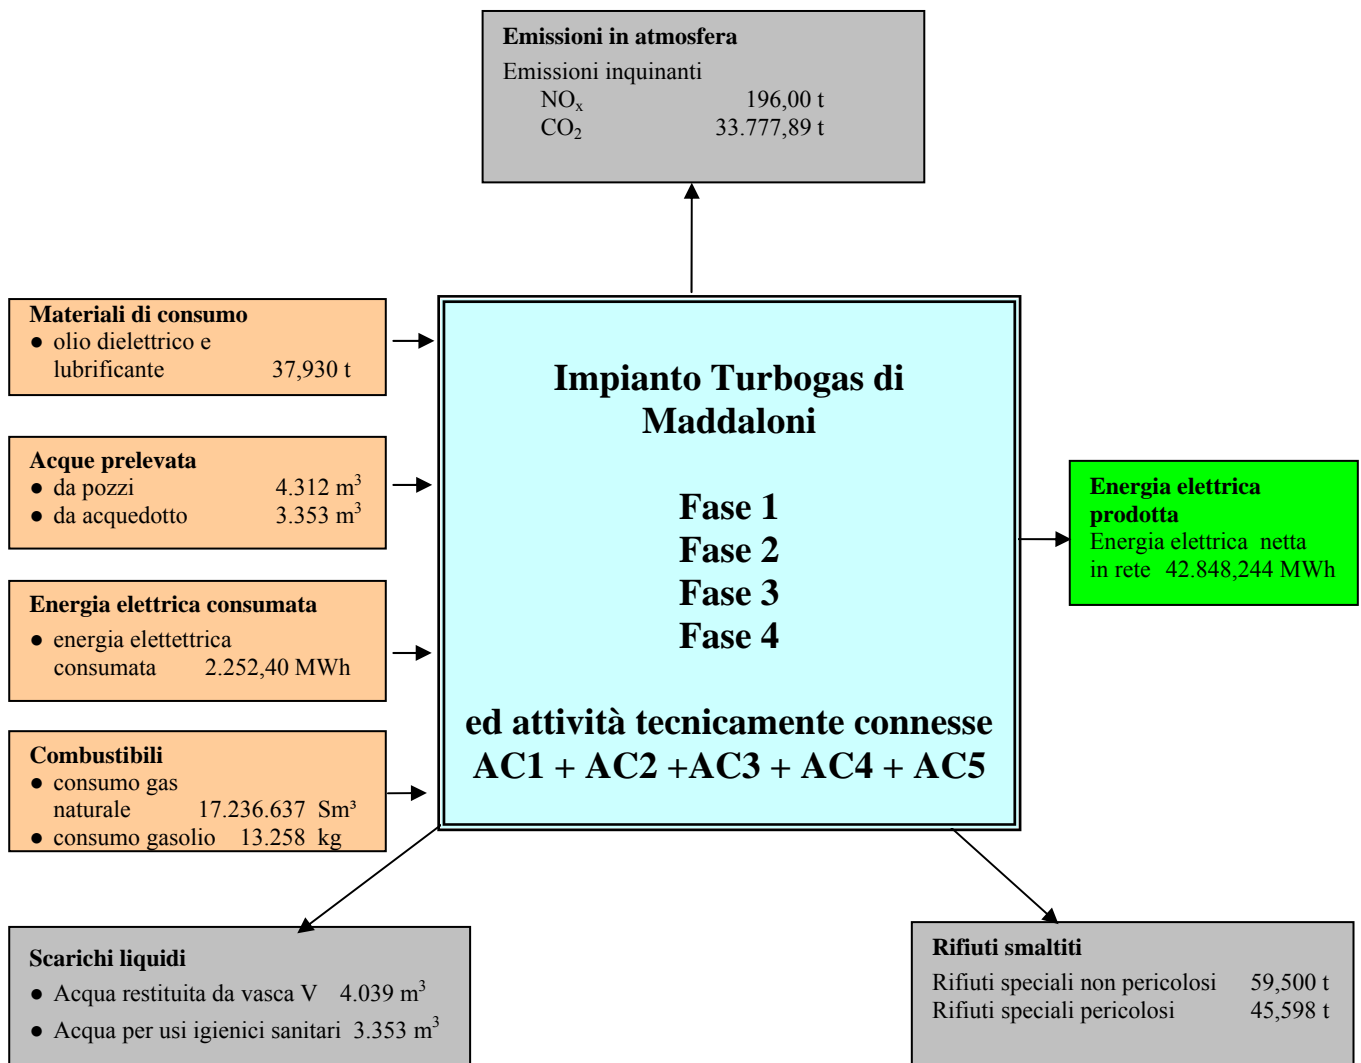 Emissioni in atmosfera
Emissioni inquinanti
NOx 196,00 t
CO2 33.777,89 t
Materiali di consumo
● olio dielettrico e
lubrificante 37,930 t
Acque prelevata
● da pozzi 4.312 m³
● da acquedotto 3.353 m³
Energia elettrica consumata
● energia elettettrica
consumata 2.252,40 MWh
Combustibili
● consumo gas
naturale 17.236.637 Sm³
● consumo gasolio 13.258 kg
Impianto Turbogas di
Maddaloni
Fase 1
Fase 2
Fase 3
Fase 4
ed attività tecnicamente connesse
AC1 + AC2 +AC3 + AC4 + AC5
Energia elettrica
prodotta
Energia elettrica netta
in rete 42.848,244 MWh
Scarichi liquidi
● Acqua restituita da vasca V 4.039 m³
● Acqua per usi igienici sanitari 3.353 m³
Rifiuti smaltiti
Rifiuti speciali non pericolosi 59,500 t
Rifiuti speciali pericolosi 45,598 t